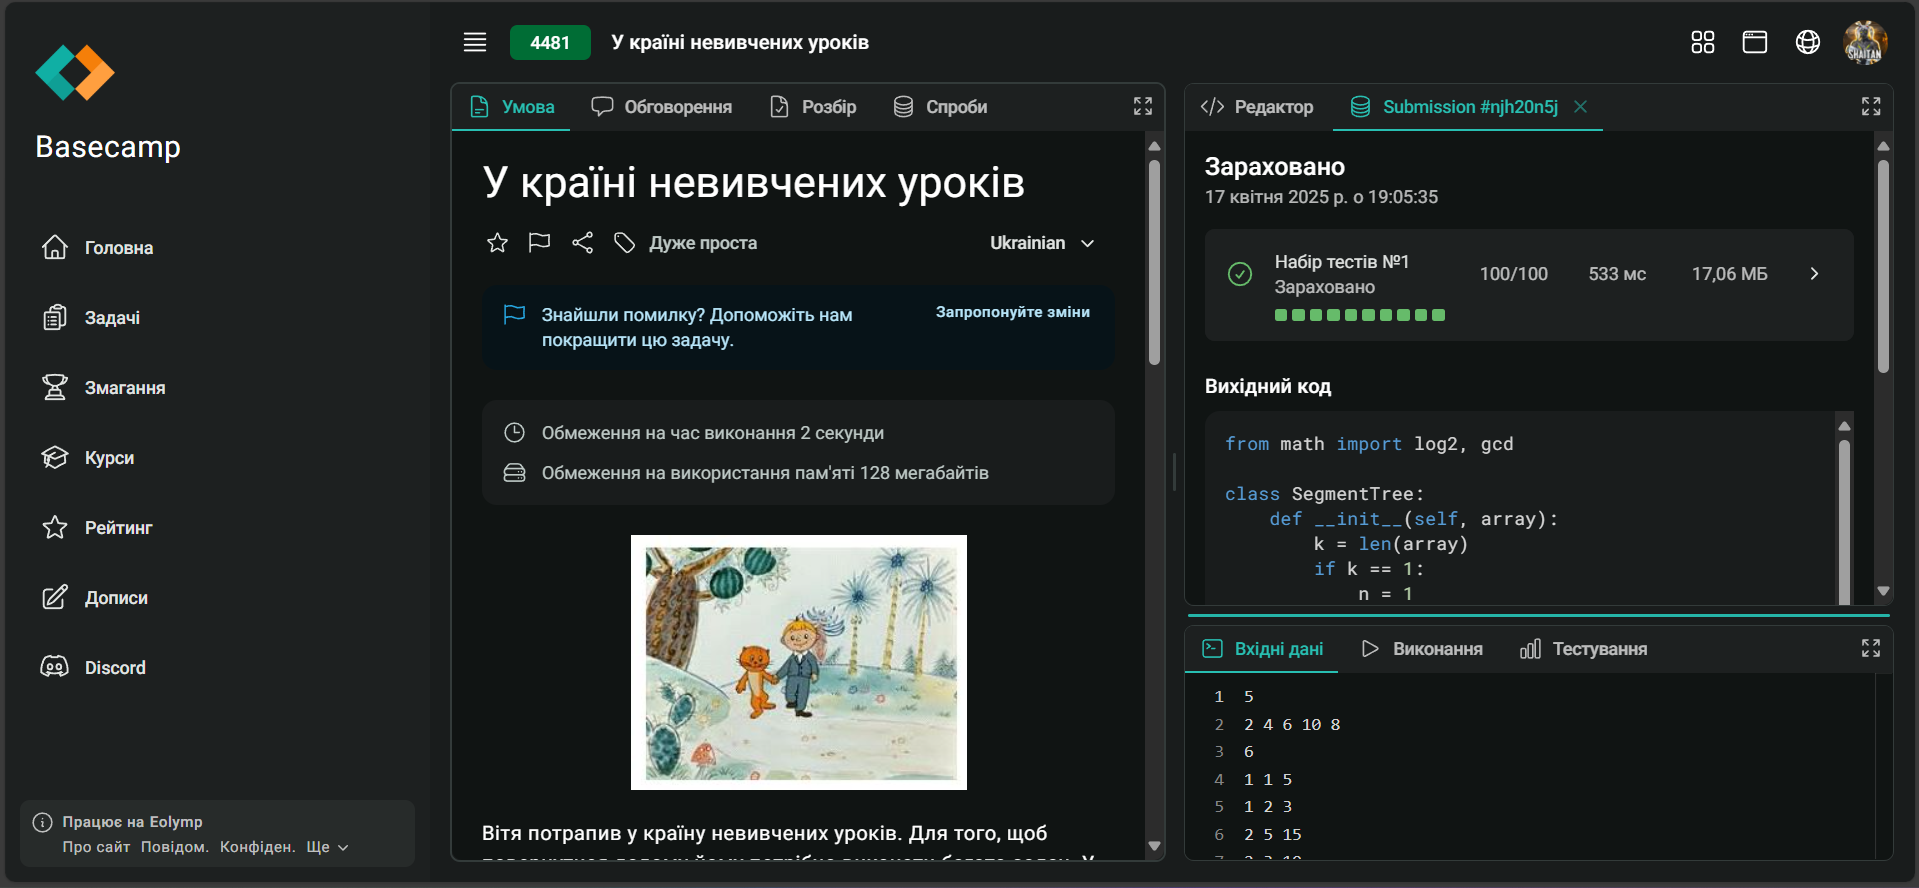 Basecamp
Головна
Задачі
Змагання
Курси
Рейтинг
Дописи
Discord
Працює на Eolymp
Про сайт Повідом. Конфіден. Ще
4481 У країні невивчених уроків
SHAITAN
Умова Обговорення Розбір Спроби
У країні невивчених уроків
Дуже проста
Ukrainian
Знайшли помилку? Допоможіть нам
покращити цю задачу.
Запропонуйте зміни
Обмеження на час виконання 2 секунди
Обмеження на використання пам'яті 128 мегабайтів
Вітя потрапив у країну невивчених уроків. Для того, щоб
Редактор Submission #njh20n5j
Зараховано
17 квітня 2025 р. о 19:05:35
Набір тестів №1
Зараховано
100/100 533 мс 17,06 МБ
Вихідний код
from math import log2, gcd
class SegmentTree:
def __init__(self, array):
k = len(array)
if k == 1:
n = 1
Вхідні дані Виконання Тестування
1 5
2 2 4 6 10 8
3 6
4 1 1 5
5 1 2 3
6 2 5 15